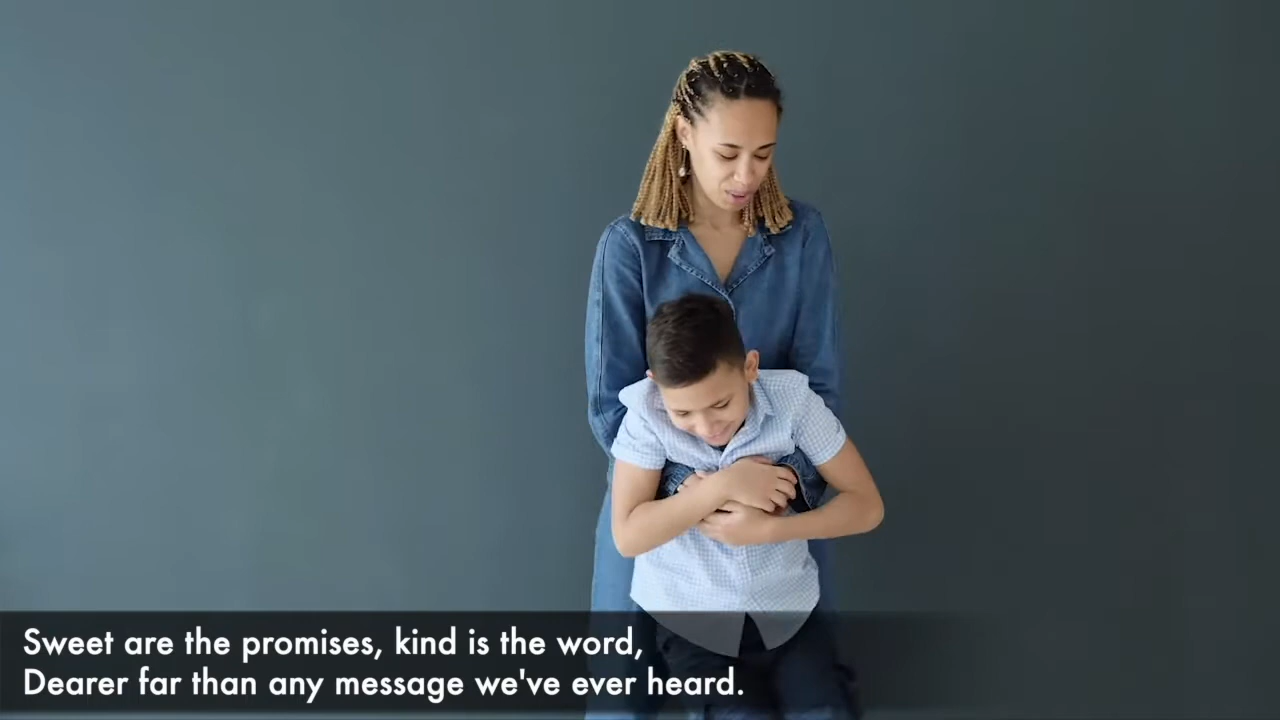 Sweet are the promises, kind is the word,
Dearer far than any message we've ever heard.